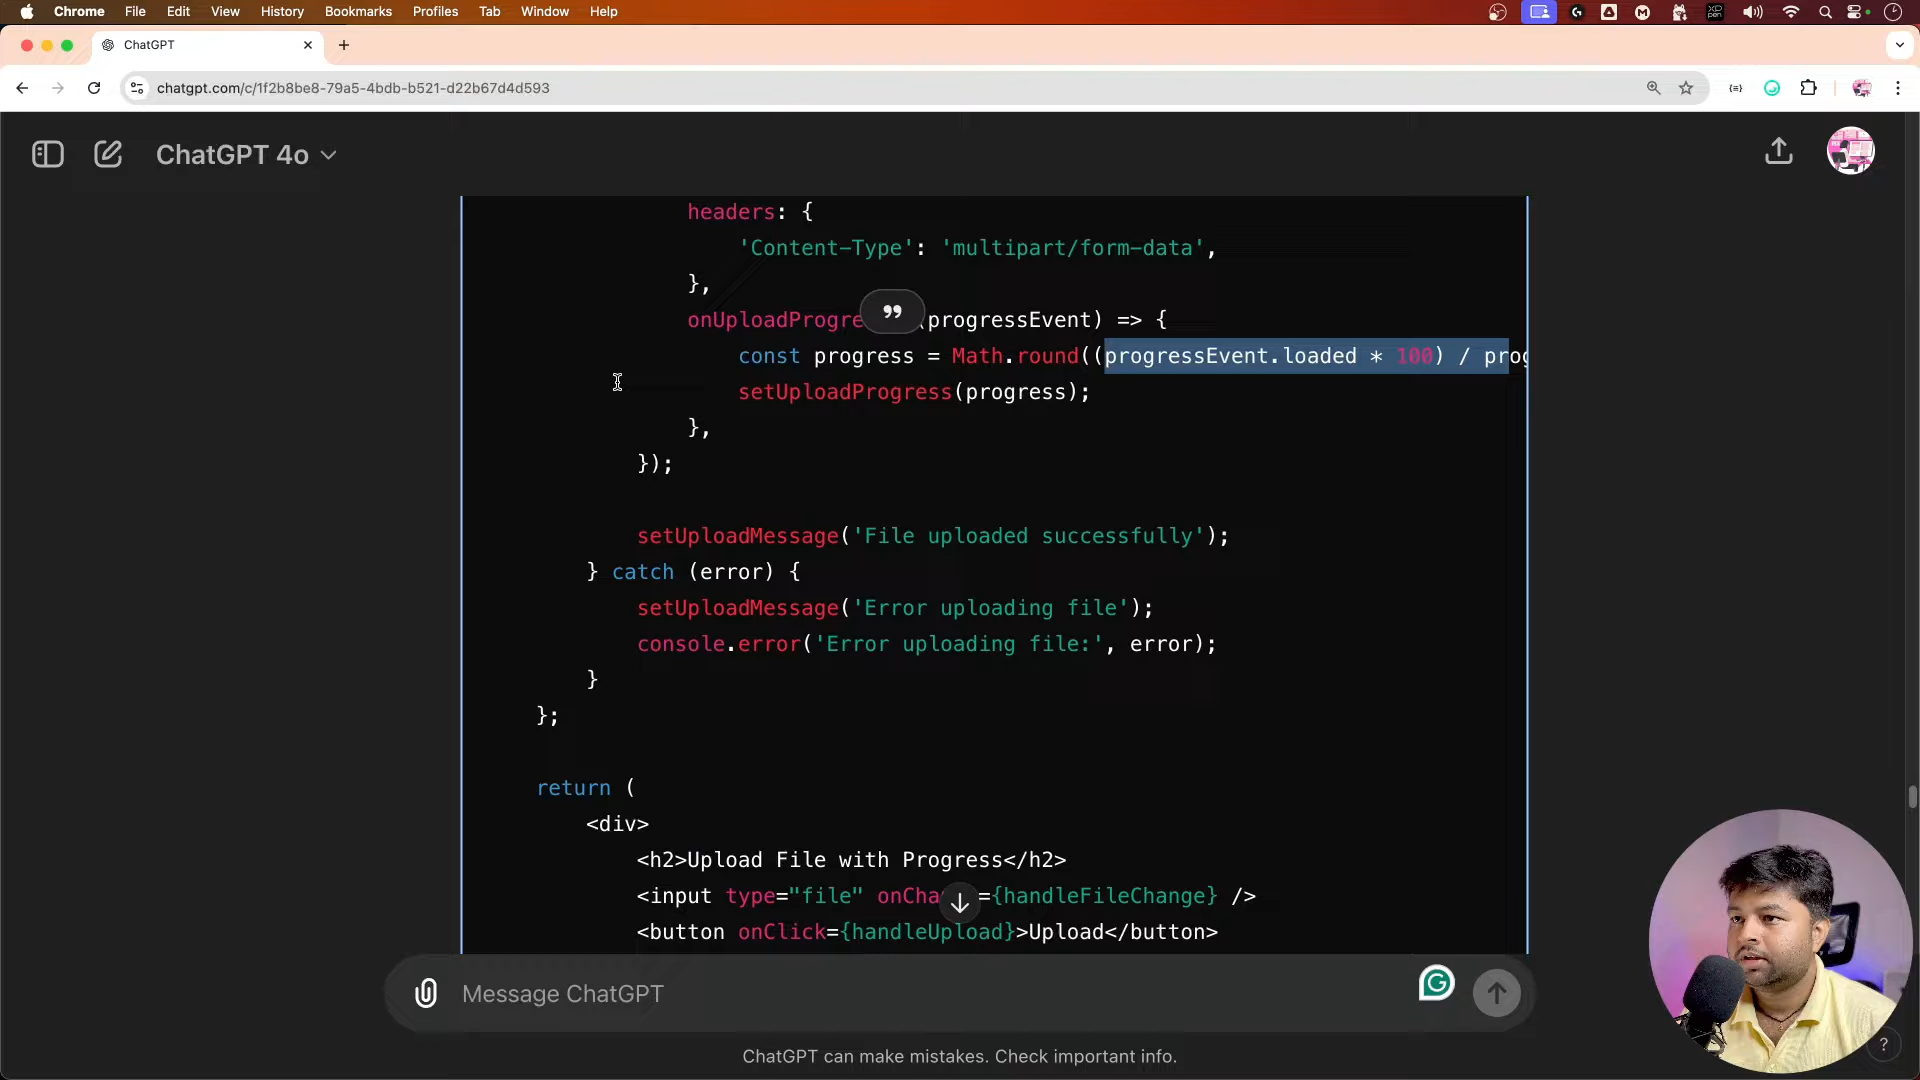 Chrome File Edit View History Bookmarks Profiles Tab Window Help
ChatGPT
chatgpt.com/c/1f2b8be8-79a5-4bdb-b521-d22b67d4d593
ChatGPT 4o
headers: {
'Content-Type': 'multipart/form-data',
},
onUploadProgre (progressEvent) => {
const progress = Math.round((progressEvent.loaded * 100) / prog
setUploadProgress(progress);
},
});
setUploadMessage('File uploaded successfully');
} catch (error) {
setUploadMessage('Error uploading file');
console.error('Error uploading file:', error);
}
};
return (
<div>
<h2>Upload File with Progress</h2>
<input type="file" onCha ={handleFileChange} />
<button onClick={handleUpload}>Upload</button>
Message ChatGPT
ChatGPT can make mistakes. Check important info.
?